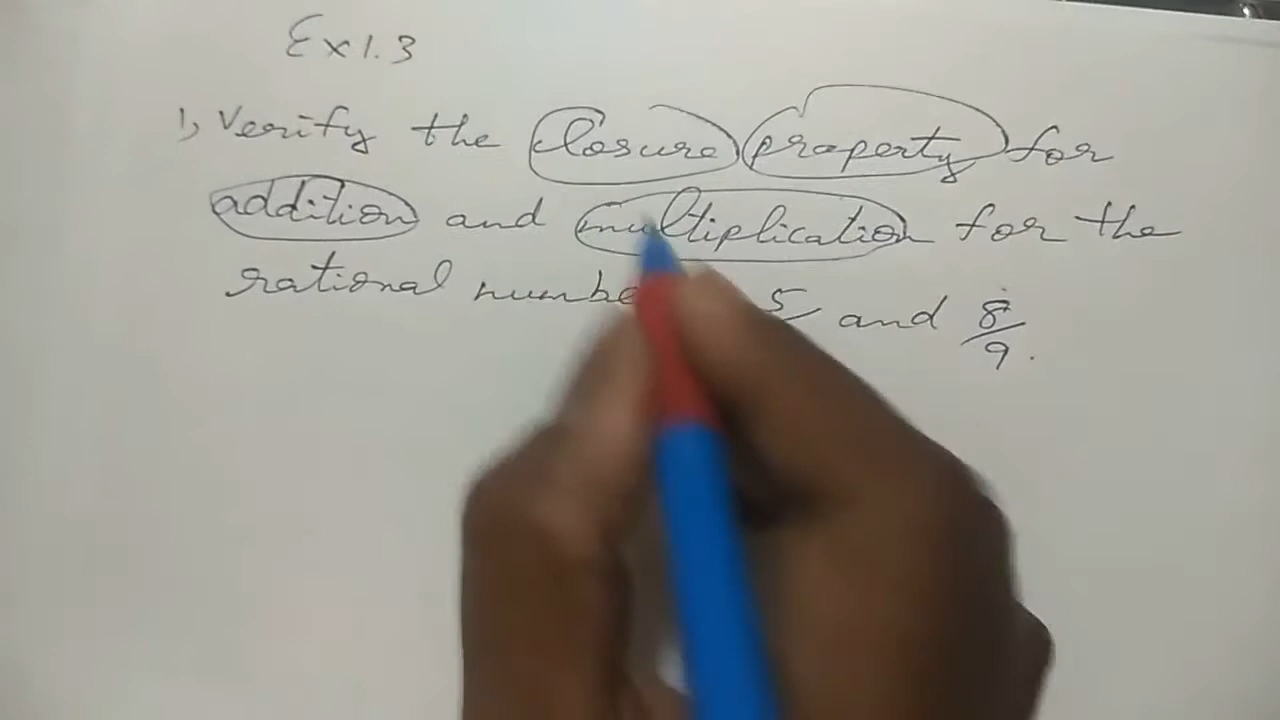 Ex 1.3
1, Verify the Closure property for
addition and multiplication for the
rational numbe 5/ and 8/9.